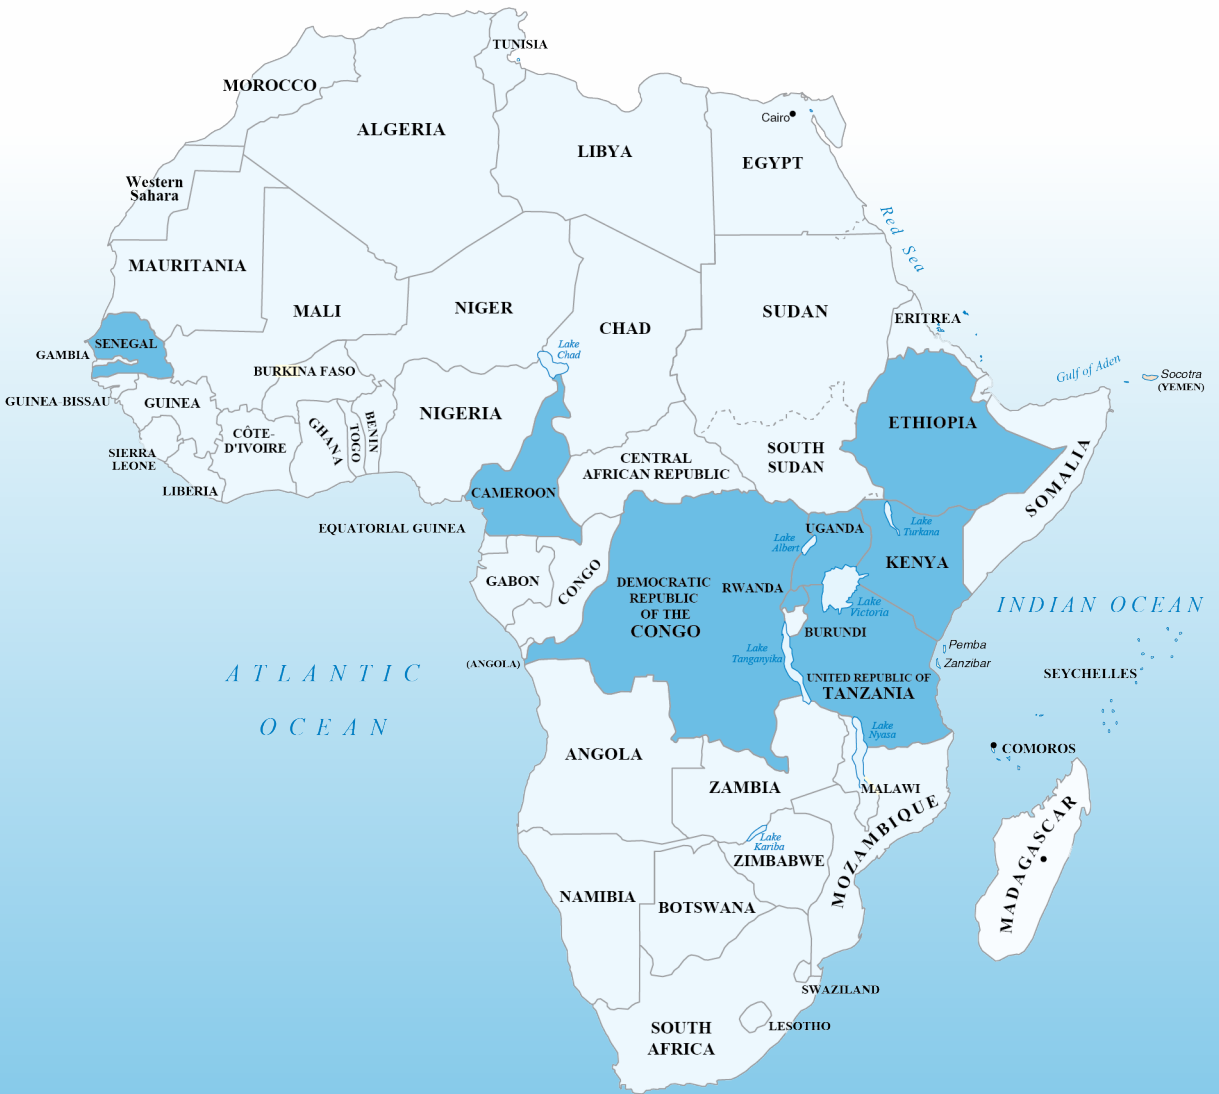 TUNISIA
MOROCCO
ALGERIA
LIBYA
Cairo
EGYPT
Western
Sahara
Red Sea
MAURITANIA
MALI
NIGER
CHAD
SUDAN
ERITREA
SENEGAL
GAMBIA
Lake
Chad
BURKINA FASO
Gulf of Aden
Socotra
(YEMEN)
GUINEA-BISSAU
GUINEA
NIGERIA
ETHIOPIA
CÔTE-
D'IVOIRE
GHANA
TOGO
BENIN
SIERRA
LEONE
LIBERIA
CENTRAL
AFRICAN REPUBLIC
SOUTH
SUDAN
SOMALIA
CAMEROON
EQUATORIAL GUINEA
UGANDA
Lake
Turkana
Lake
Albert
KENYA
GABON
CONGO
DEMOCRATIC
REPUBLIC
OF THE
CONGO
RWANDA
Lake
Victoria
INDIAN OCEAN
BURUNDI
Lake
Tanganyika
Pemba
Zanzibar
(ANGOLA)
ATLANTIC
OCEAN
UNITED REPUBLIC OF
TANZANIA
SEYCHELLES
Lake
Nyasa
COMOROS
ANGOLA
ZAMBIA
MALAWI
MOZAMBIQUE
MADAGASCAR
Lake
Kariba
ZIMBABWE
NAMIBIA
BOTSWANA
SWAZILAND
LESOTHO
SOUTH
AFRICA